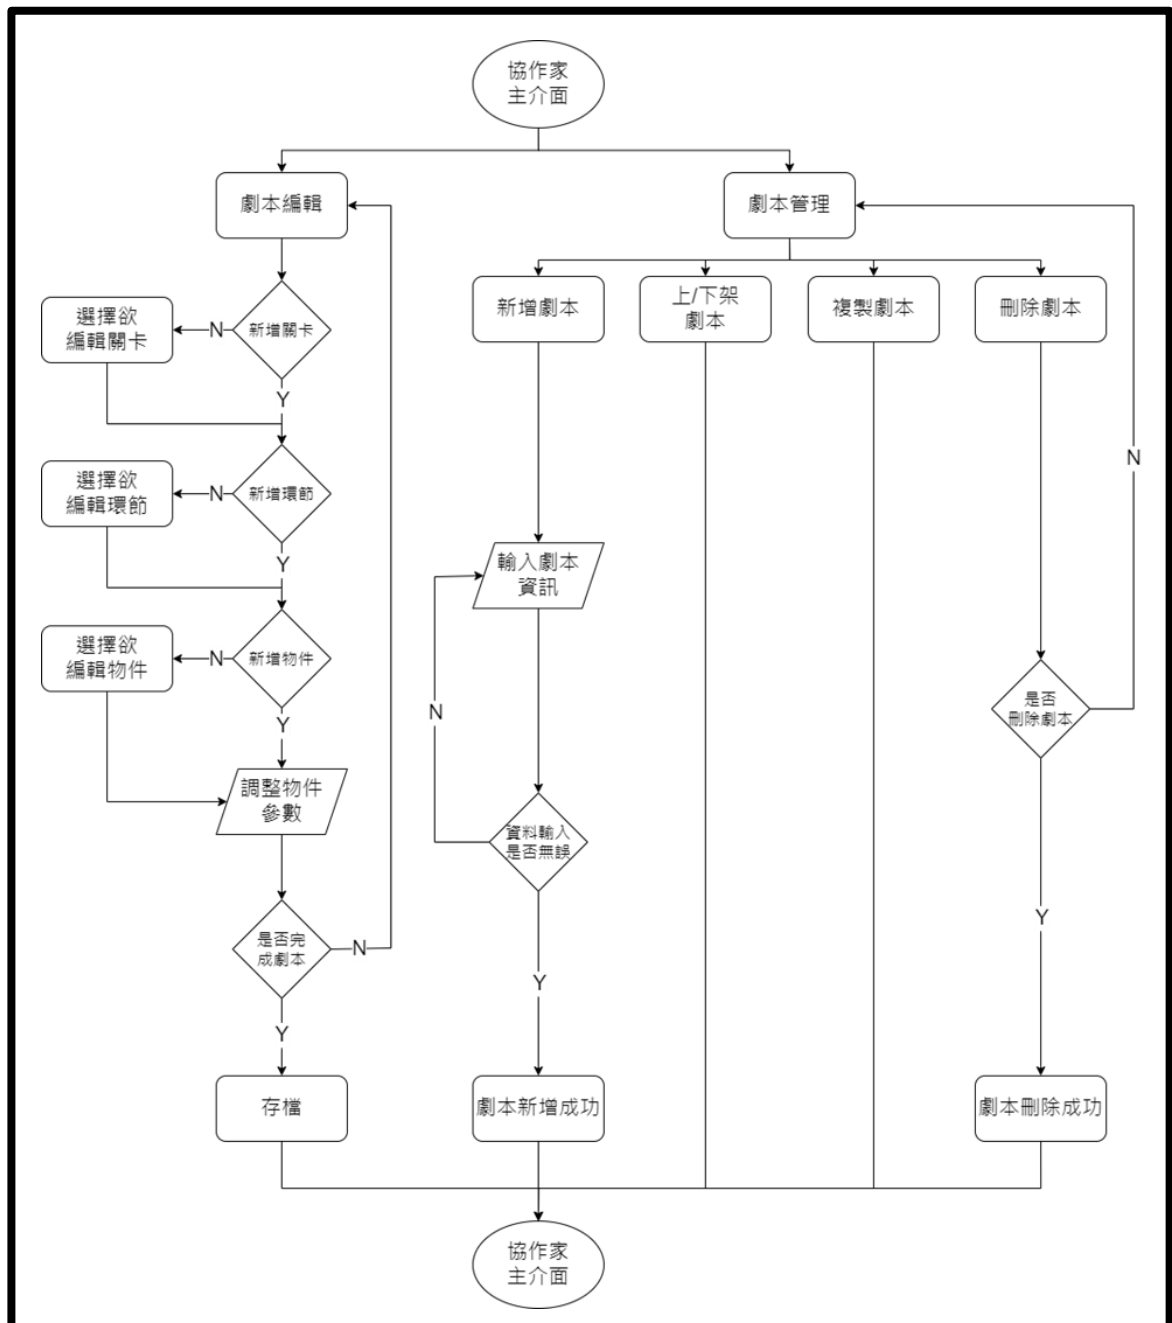 協作家
主介面
劇本編輯
劇本管理
新增劇本
上/下架
劇本
複製劇本
刪除劇本
選擇欲
編輯關卡
N
新增關卡
Y
選擇欲
編輯環節
N
新增環節
Y
選擇欲
編輯物件
N
新增物件
Y
調整物件
參數
是否完
成劇本
N
Y
存檔
輸入劇本
資訊
N
資料輸入
是否無誤
Y
劇本新增成功
N
是否
刪除劇本
Y
劇本刪除成功
協作家
主介面